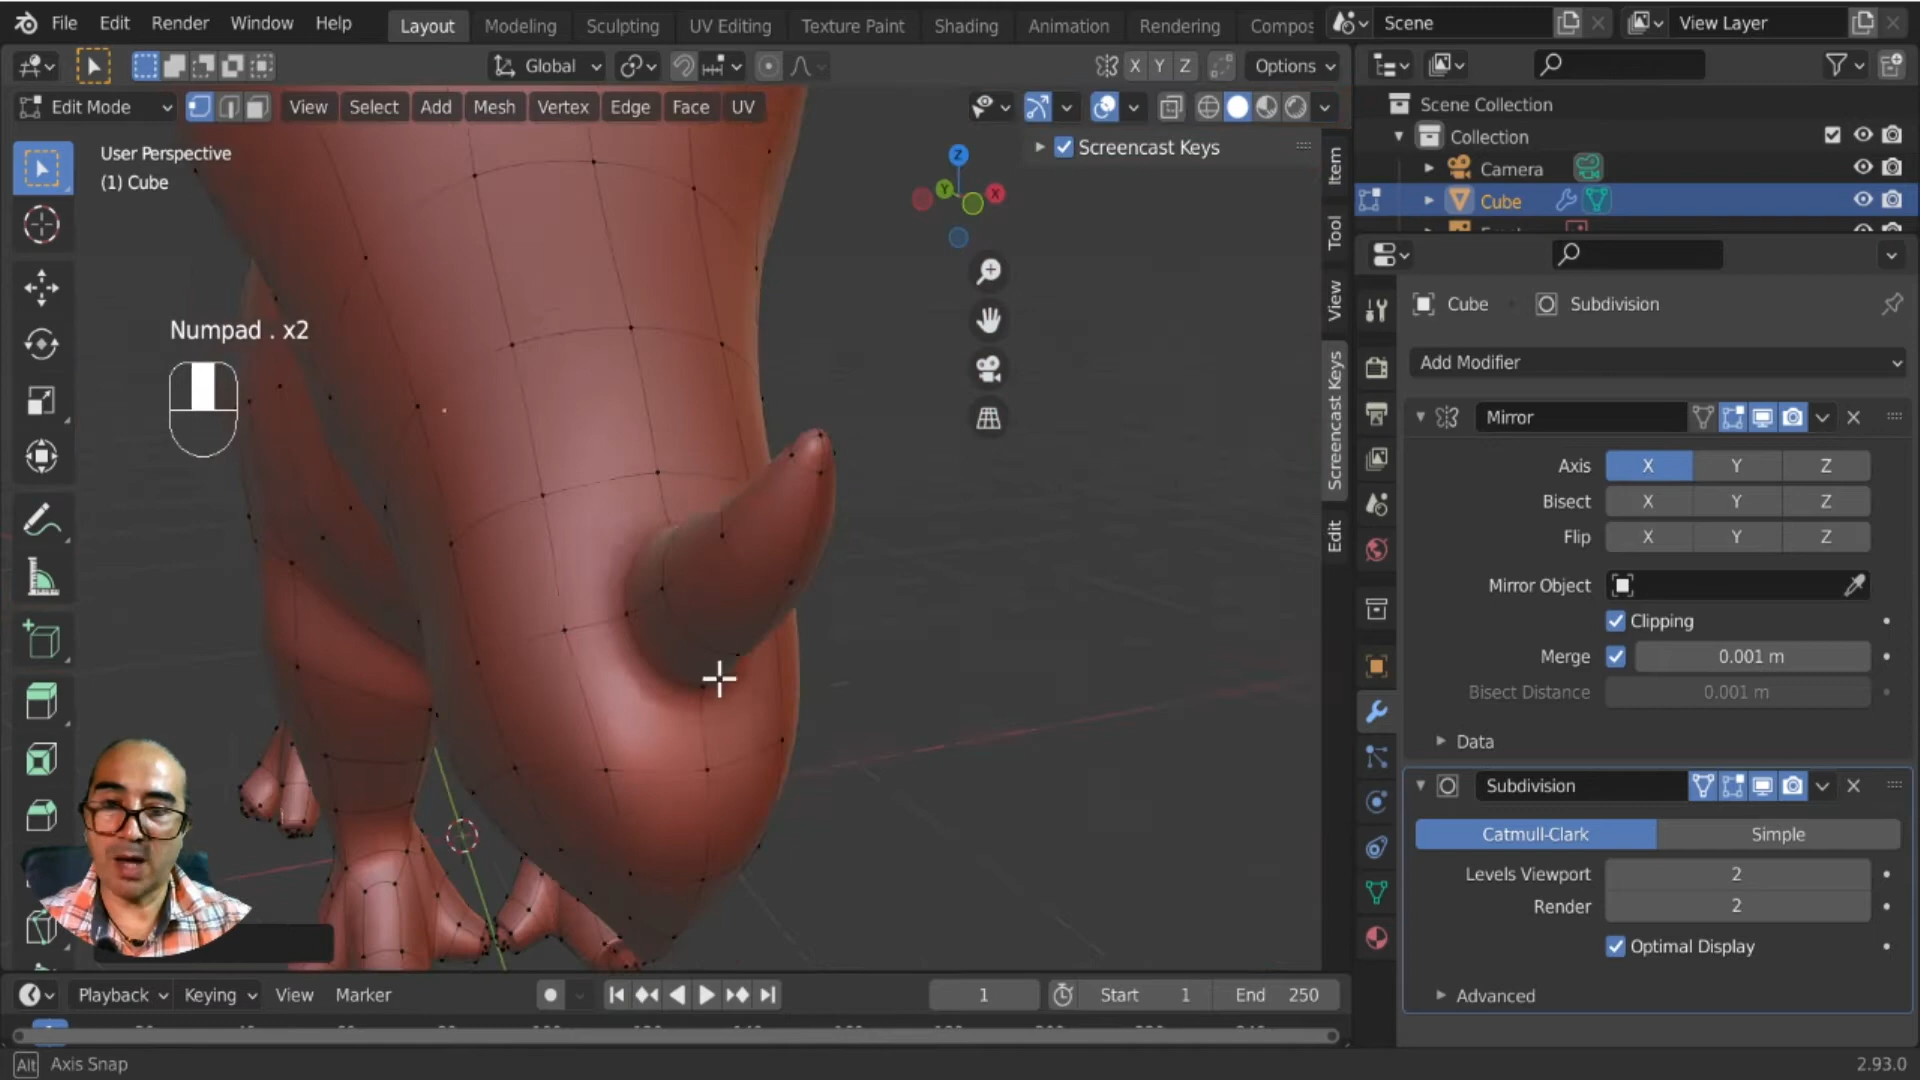 File Edit Render Window Help Layout Modeling Sculpting UV Editing Texture Paint Shading Animation Rendering Compos Scene View Layer
Global X Y Z Options
Edit Mode View Select Add Mesh Vertex Edge Face UV
User Perspective
(1) Cube
Z
Y
X
Screencast Keys
Item
Tool
View
Screencast Keys
Edit
Numpad . x2
Scene Collection
Collection
Camera
Cube
Cube Subdivision
Add Modifier
Mirror
Axis X Y Z
Bisect X Y Z
Flip X Y Z
Mirror Object
Clipping
Merge 0.001 m
Bisect Distance 0.001 m
Data
Subdivision
Catmull-Clark Simple
Levels Viewport 2
Render 2
Optimal Display
Advanced
Playback Keying View Marker 1 Start 1 End 250
Alt Axis Snap 2.93.0